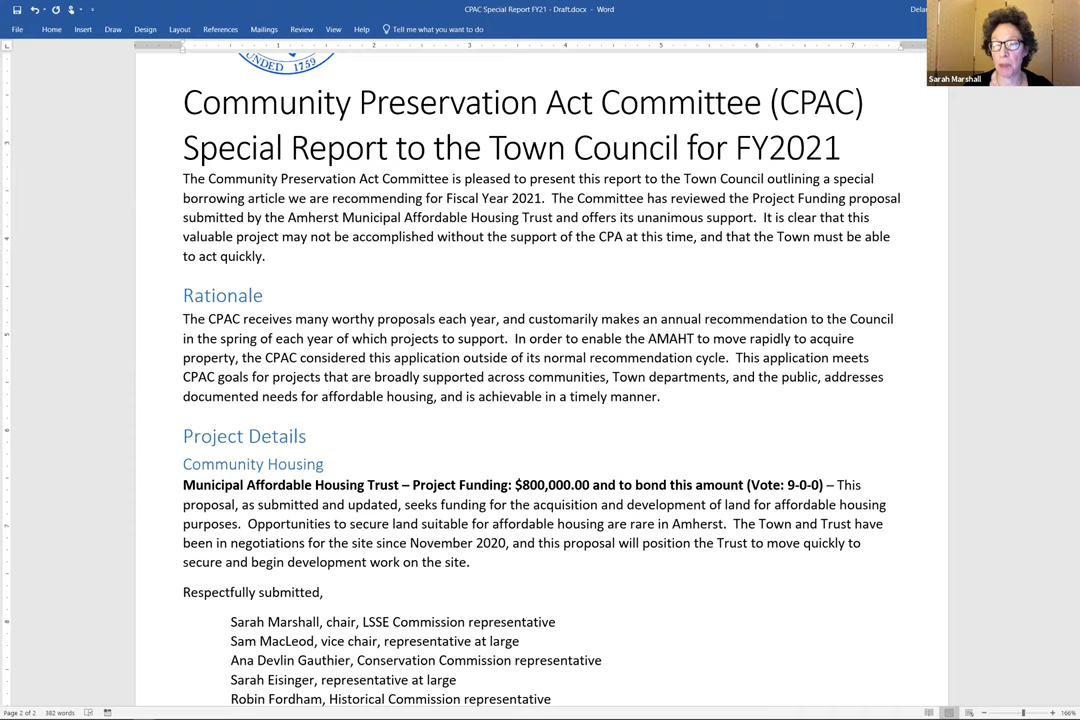 CPAC Special Report FY21 - Draft.docx - Word
File Home Insert Draw Design Layout References Mailings Review View Help Tell me what you want to do
Sarah Marshall
1 2 3 4 5 6 7
UNDED 1759
Community Preservation Act Committee (CPAC)
Special Report to the Town Council for FY2021
The Community Preservation Act Committee is pleased to present this report to the Town Council outlining a special
borrowing article we are recommending for Fiscal Year 2021. The Committee has reviewed the Project Funding proposal
submitted by the Amherst Municipal Affordable Housing Trust and offers its unanimous support. It is clear that this
valuable project may not be accomplished without the support of the CPA at this time, and that the Town must be able
to act quickly.
Rationale
The CPAC receives many worthy proposals each year, and customarily makes an annual recommendation to the Council
in the spring of each year of which projects to support. In order to enable the AMAHT to move rapidly to acquire
property, the CPAC considered this application outside of its normal recommendation cycle. This application meets
CPAC goals for projects that are broadly supported across communities, Town departments, and the public, addresses
documented needs for affordable housing, and is achievable in a timely manner.
Project Details
Community Housing
Municipal Affordable Housing Trust – Project Funding: $800,000.00 and to bond this amount (Vote: 9-0-0) – This
proposal, as submitted and updated, seeks funding for the acquisition and development of land for affordable housing
purposes. Opportunities to secure land suitable for affordable housing are rare in Amherst. The Town and Trust have
been in negotiations for the site since November 2020, and this proposal will position the Trust to move quickly to
secure and begin development work on the site.
Respectfully submitted,
Sarah Marshall, chair, LSSE Commission representative
Sam MacLeod, vice chair, representative at large
Ana Devlin Gauthier, Conservation Commission representative
Sarah Eisinger, representative at large
Robin Fordham, Historical Commission representative
Page 2 of 2 382 words 166%